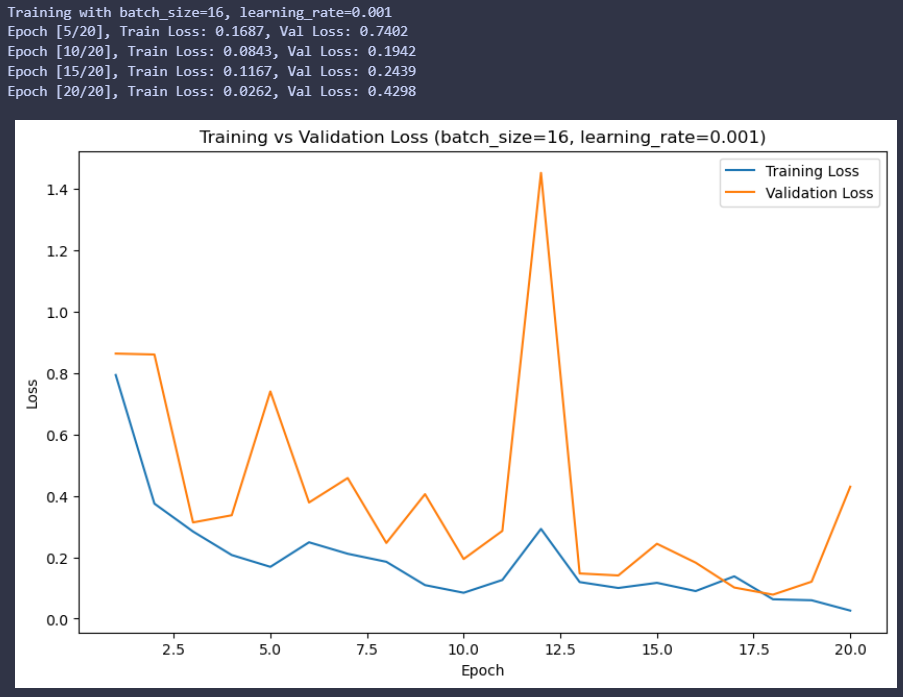 Training with batch_size=16, learning_rate=0.001
Epoch [5/20], Train Loss: 0.1687, Val Loss: 0.7402
Epoch [10/20], Train Loss: 0.0843, Val Loss: 0.1942
Epoch [15/20], Train Loss: 0.1167, Val Loss: 0.2439
Epoch [20/20], Train Loss: 0.0262, Val Loss: 0.4298
Training vs Validation Loss (batch_size=16, learning_rate=0.001)
Training Loss
Validation Loss
1.4
1.2
1.0
0.8
0.6
0.4
0.2
0.0
Loss
2.5 5.0 7.5 10.0 12.5 15.0 17.5 20.0
Epoch